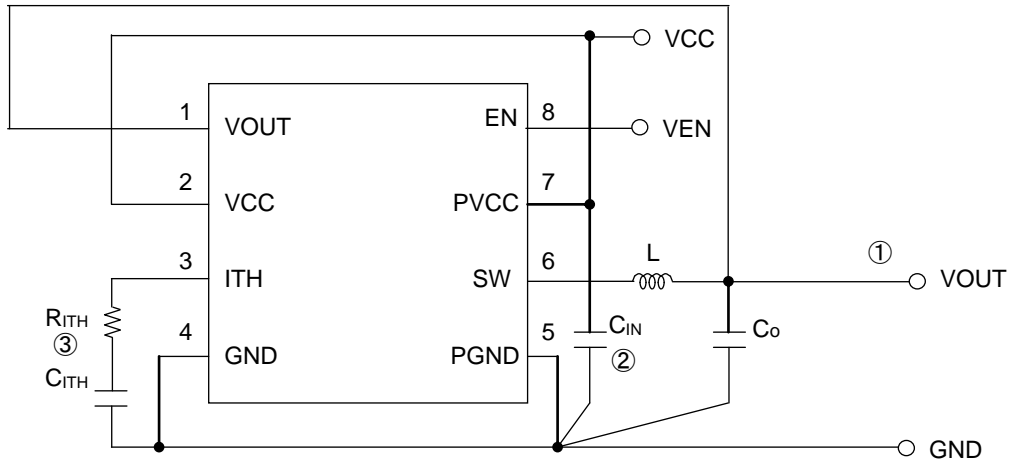 VCC
1
VOUT
EN
8
VEN
2
VCC
PVCC
7
3
ITH
SW
6
L
①
VOUT
RITH
③
CITH
4
GND
PGND
5
CIN
②
Co
GND